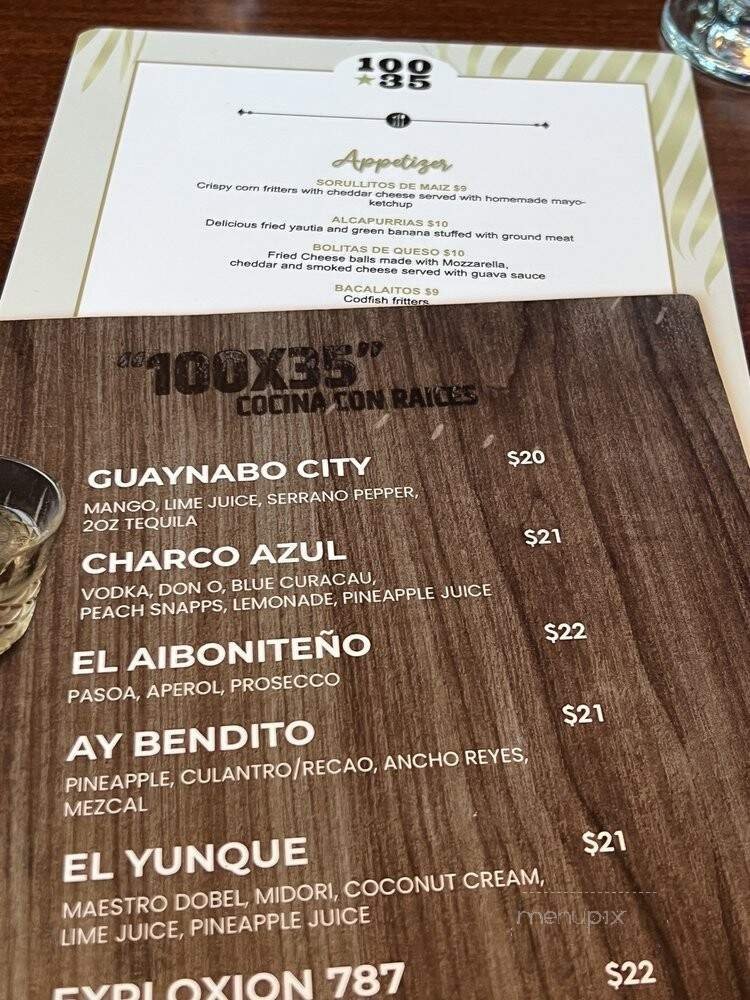 100
35
Appetizer
SORULLITOS DE MAIZ $9
Crispy corn fritters with cheddar cheese served with homemade mayo-
ketchup
ALCAPURRIAS $10
Delicious fried yautia and green banana stuffed with ground meat
BOLITAS DE QUESO $10
Fried Cheese balls made with Mozzarella,
cheddar and smoked cheese served with guava sauce
BACALAITOS $9
Codfish fritters
"100X35"
COCINA CON RAICES
GUAYNABO CITY $20
MANGO, LIME JUICE, SERRANO PEPPER,
2OZ TEQUILA
CHARCO AZUL $21
VODKA, DON O, BLUE CURACAU,
PEACH SNAPPS, LEMONADE, PINEAPPLE JUICE
EL AIBONITEÑO $22
PASOA, APEROL, PROSECCO
AY BENDITO $21
PINEAPPLE, CULANTRO/RECAO, ANCHO REYES,
MEZCAL
EL YUNQUE $21
MAESTRO DOBEL, MIDORI, COCONUT CREAM,
LIME JUICE, PINEAPPLE JUICE
menupix
EXPLOXION 787 $22